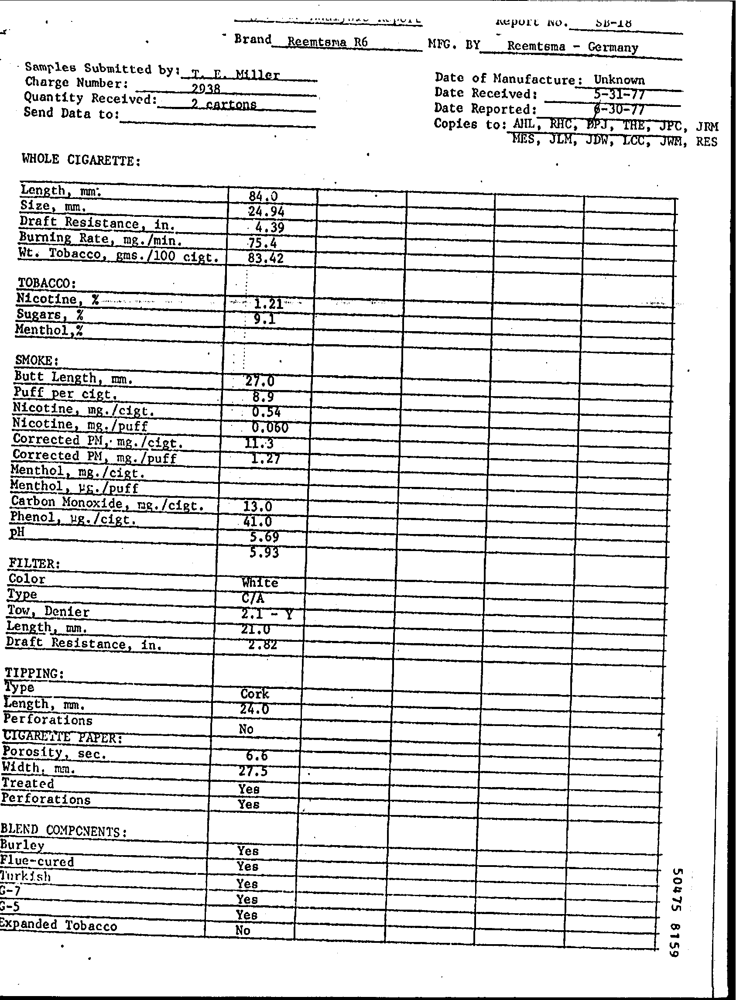 Analysis Report Report No. SB-18
Brand Reemtsma R6 MFG. BY Reemtsma - Germany
Samples Submitted by: T. E. Miller Date of Manufacture: Unknown
Charge Number: 2938 Date Received: 5-31-77
Quantity Received: 2 cartons Date Reported: 6-30-77
Send Data to: Copies to: AHL, RHC, BPJ, THE, JPC, JRM
MES, JLM, JDW, LCC, JWM, RES
WHOLE CIGARETTE:
Length, mm. 84.0
Size, mm. 24.94
Draft Resistance, in. 4.39
Burning Rate, mg./min. 75.4
Wt. Tobacco, gms./100 cigt. 83.42
TOBACCO:
Nicotine, % 1.21
Sugars, % 9.1
Menthol,%
SMOKE:
Butt Length, mm. 27.0
Puff per cigt. 8.9
Nicotine, mg./cigt. 0.54
Nicotine, mg./puff 0.060
Corrected PM, mg./cigt. 11.3
Corrected PM, mg./puff 1.27
Menthol, mg./cigt.
Menthol, µg./puff
Carbon Monoxide, mg./cigt. 13.0
Phenol, µg./cigt. 41.0
pH 5.69
5.93
FILTER:
Color White
Type C/A
Tow, Denier 2.1 - Y
Length, mm. 21.0
Draft Resistance, in. 2.82
TIPPING:
Type Cork
Length, mm. 24.0
Perforations No
CIGARETTE PAPER:
Porosity, sec. 6.6
Width, mm. 27.5
Treated Yes
Perforations Yes
BLEND COMPONENTS:
Burley Yes
Flue-cured Yes
Turkish Yes
G-7 Yes
G-5 Yes
Expanded Tobacco No
50475 8159